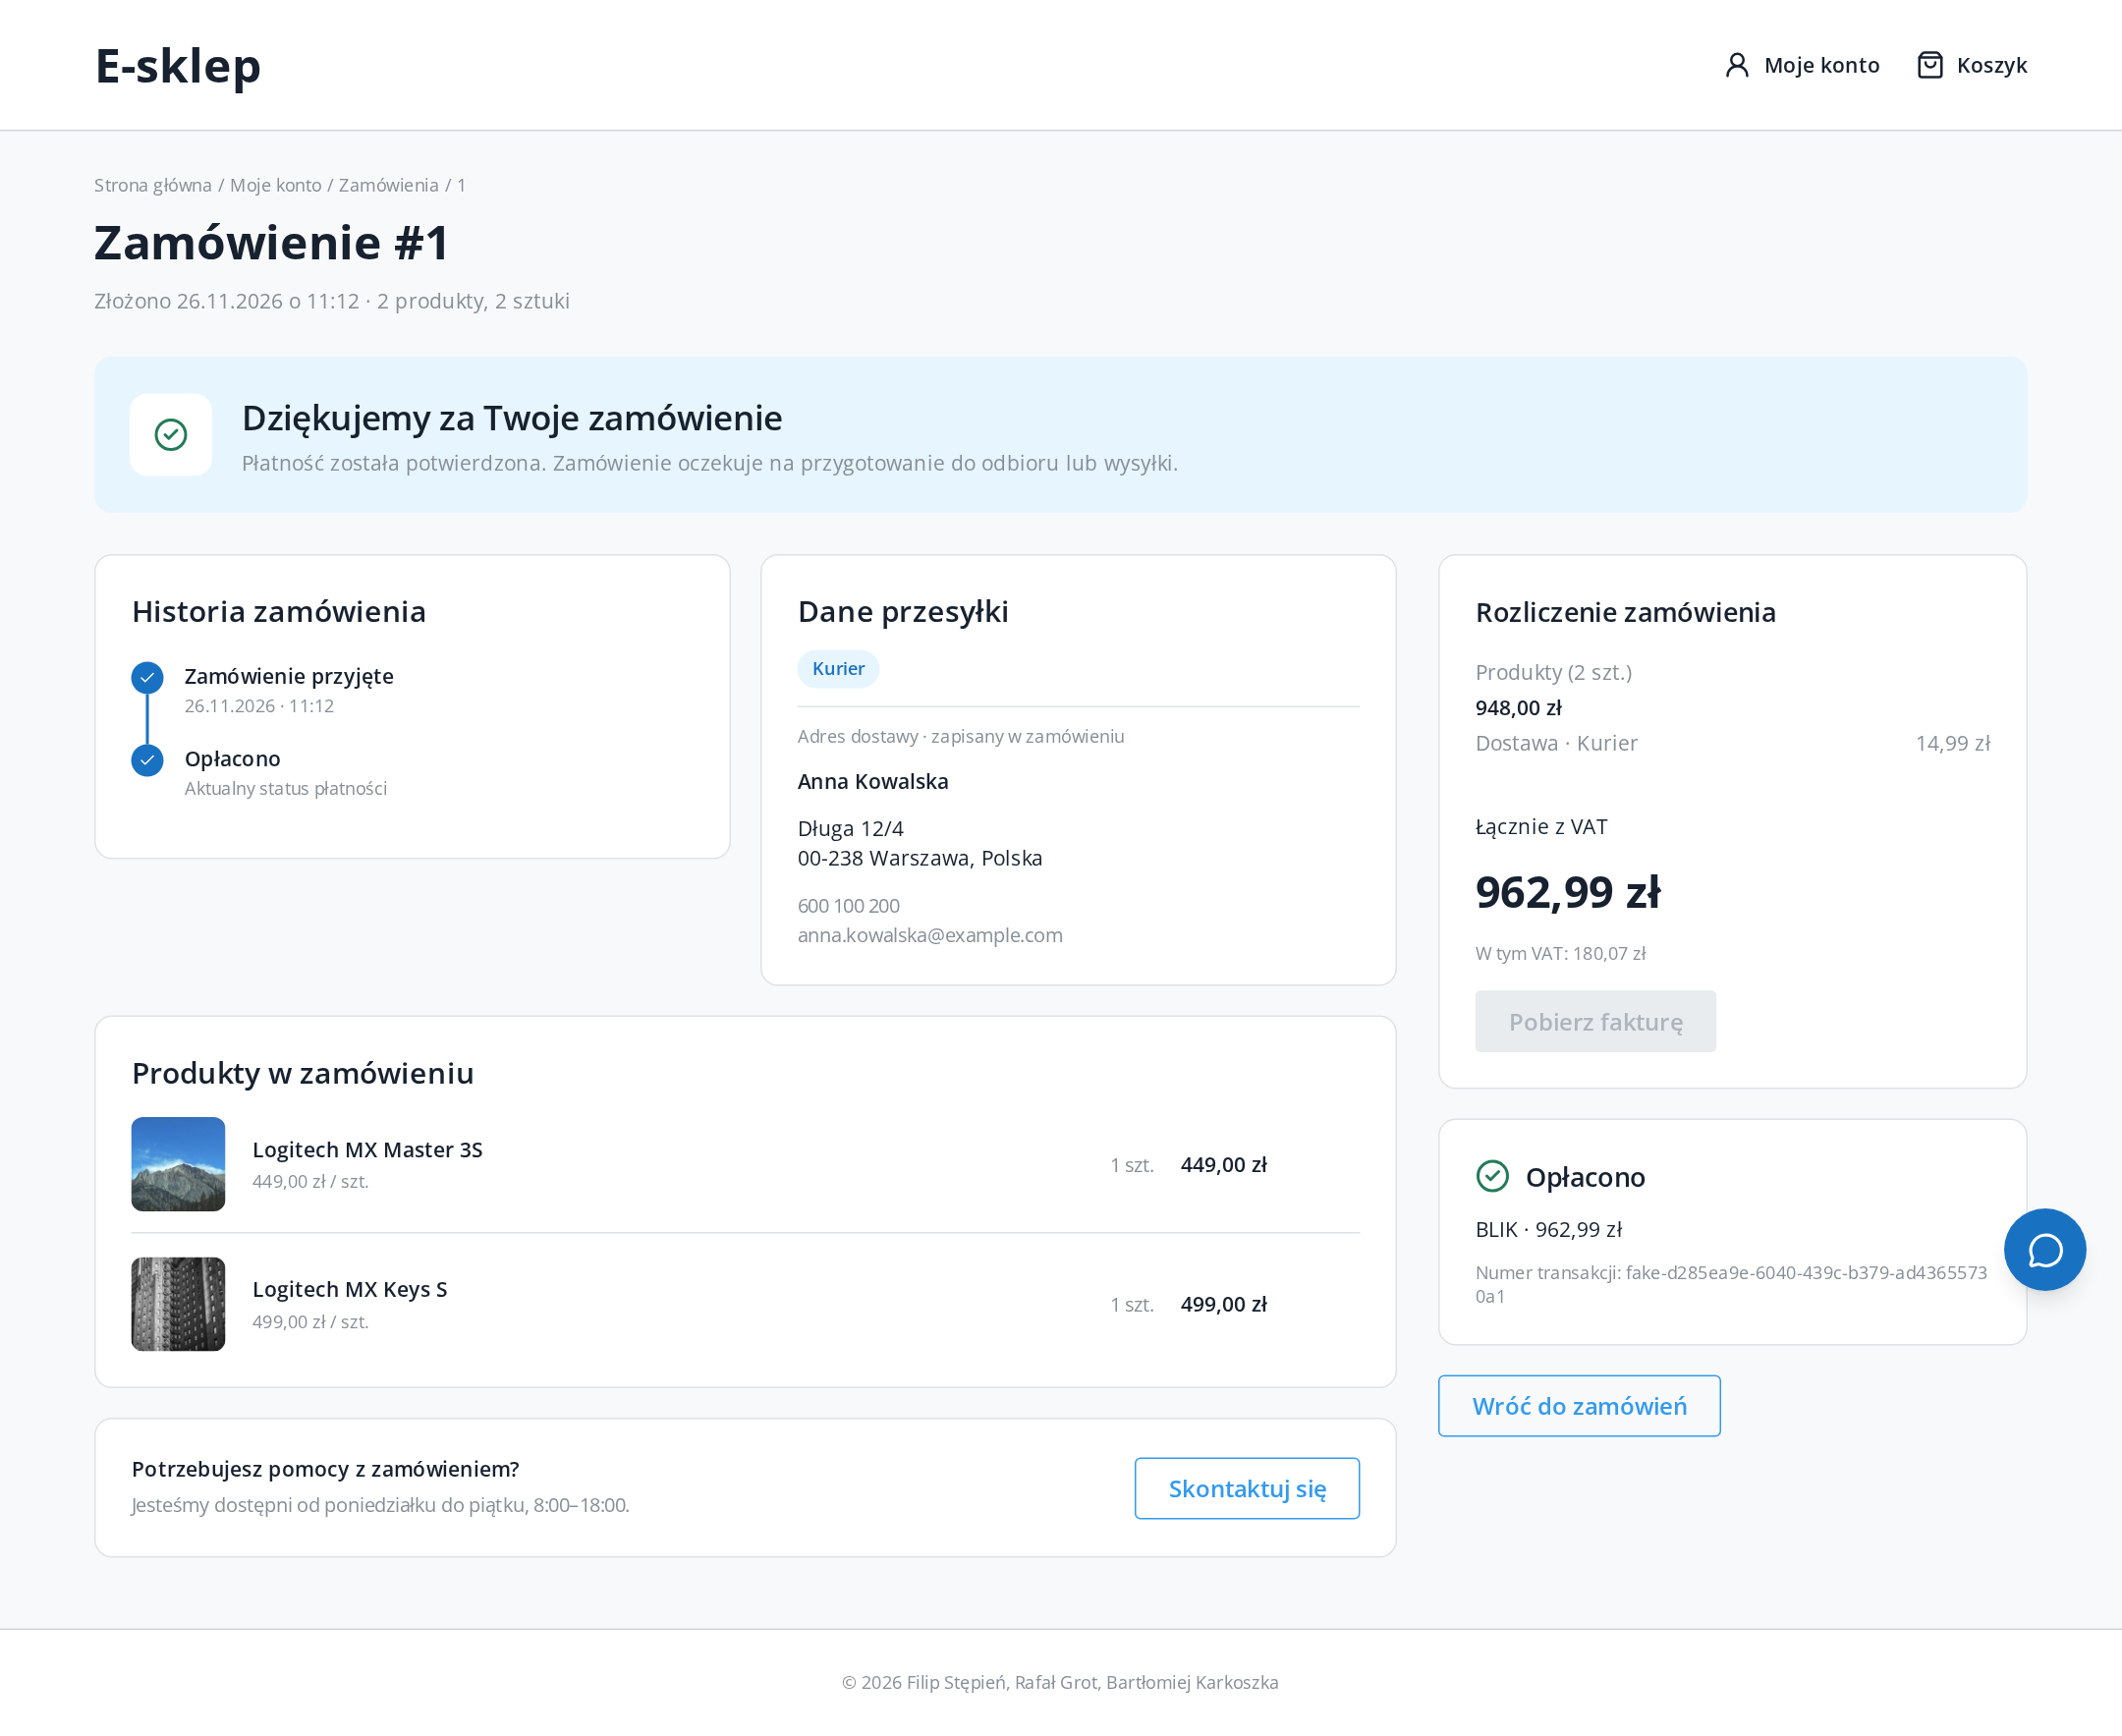 E-sklep
Moje konto
Koszyk
Strona główna / Moje konto / Zamówienia / 1
Zamówienie #1
Złożono 26.11.2026 o 11:12 · 2 produkty, 2 sztuki
Dziękujemy za Twoje zamówienie
Płatność została potwierdzona. Zamówienie oczekuje na przygotowanie do odbioru lub wysyłki.
Historia zamówienia
Zamówienie przyjęte
26.11.2026 · 11:12
Opłacono
Aktualny status płatności
Dane przesyłki
Kurier
Adres dostawy · zapisany w zamówieniu
Anna Kowalska
Długa 12/4
00-238 Warszawa, Polska
600 100 200
anna.kowalska@example.com
Rozliczenie zamówienia
Produkty (2 szt.)
948,00 zł
Dostawa · Kurier 14,99 zł
Łącznie z VAT
962,99 zł
W tym VAT: 180,07 zł
Pobierz fakturę
Produkty w zamówieniu
Logitech MX Master 3S
449,00 zł / szt.
1 szt. 449,00 zł
Logitech MX Keys S
499,00 zł / szt.
1 szt. 499,00 zł
Opłacono
BLIK · 962,99 zł
Numer transakcji: fake-d285ea9e-6040-439c-b379-ad4365573
0a1
Wróć do zamówień
Potrzebujesz pomocy z zamówieniem?
Jesteśmy dostępni od poniedziałku do piątku, 8:00–18:00.
Skontaktuj się
© 2026 Filip Stępień, Rafał Grot, Bartłomiej Karkoszka